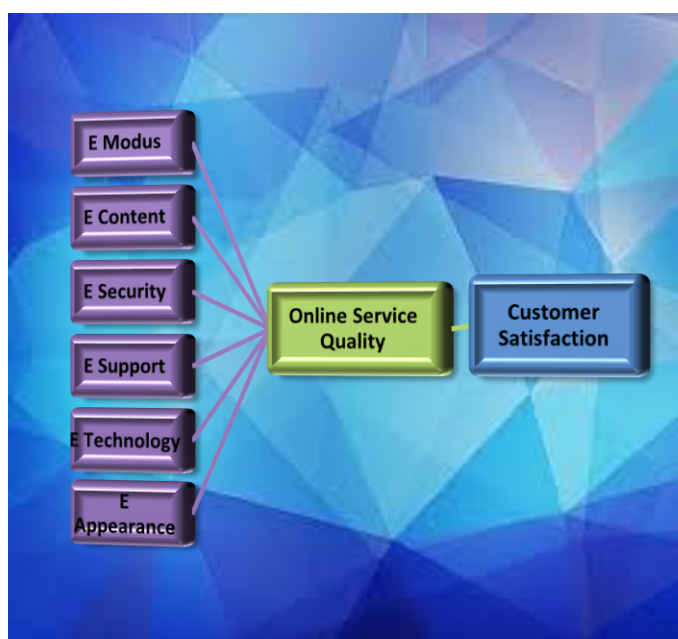 E Modus
E Content
E Security
E Support
E Technology
E
Appearance
Online Service
Quality
Customer
Satisfaction